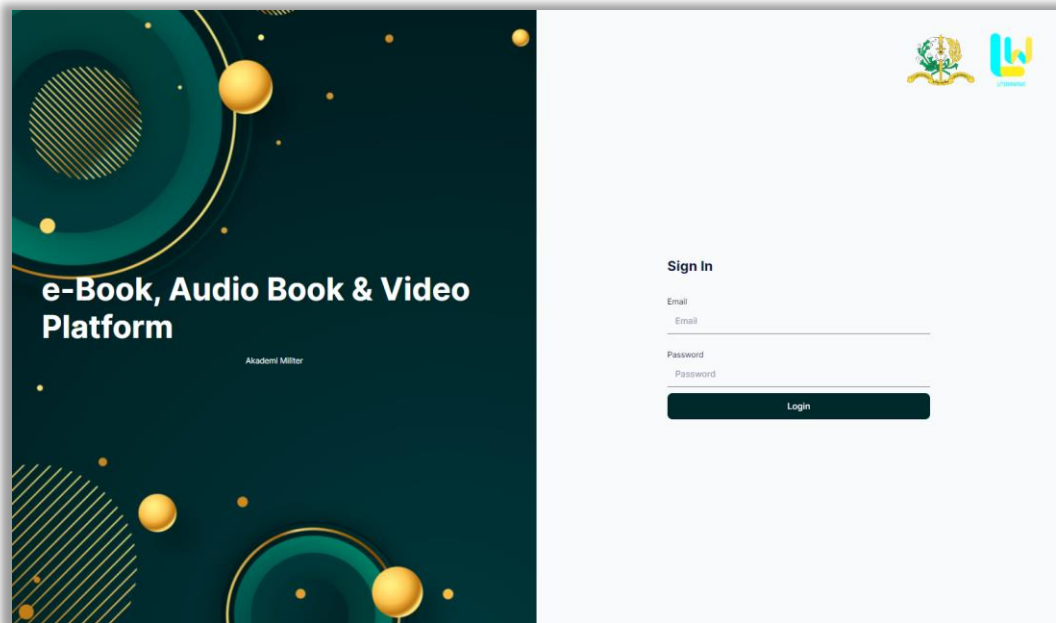 e-Book, Audio Book & Video
Platform
Akademi Militer
Sign In
Email
Email
Password
Password
Login